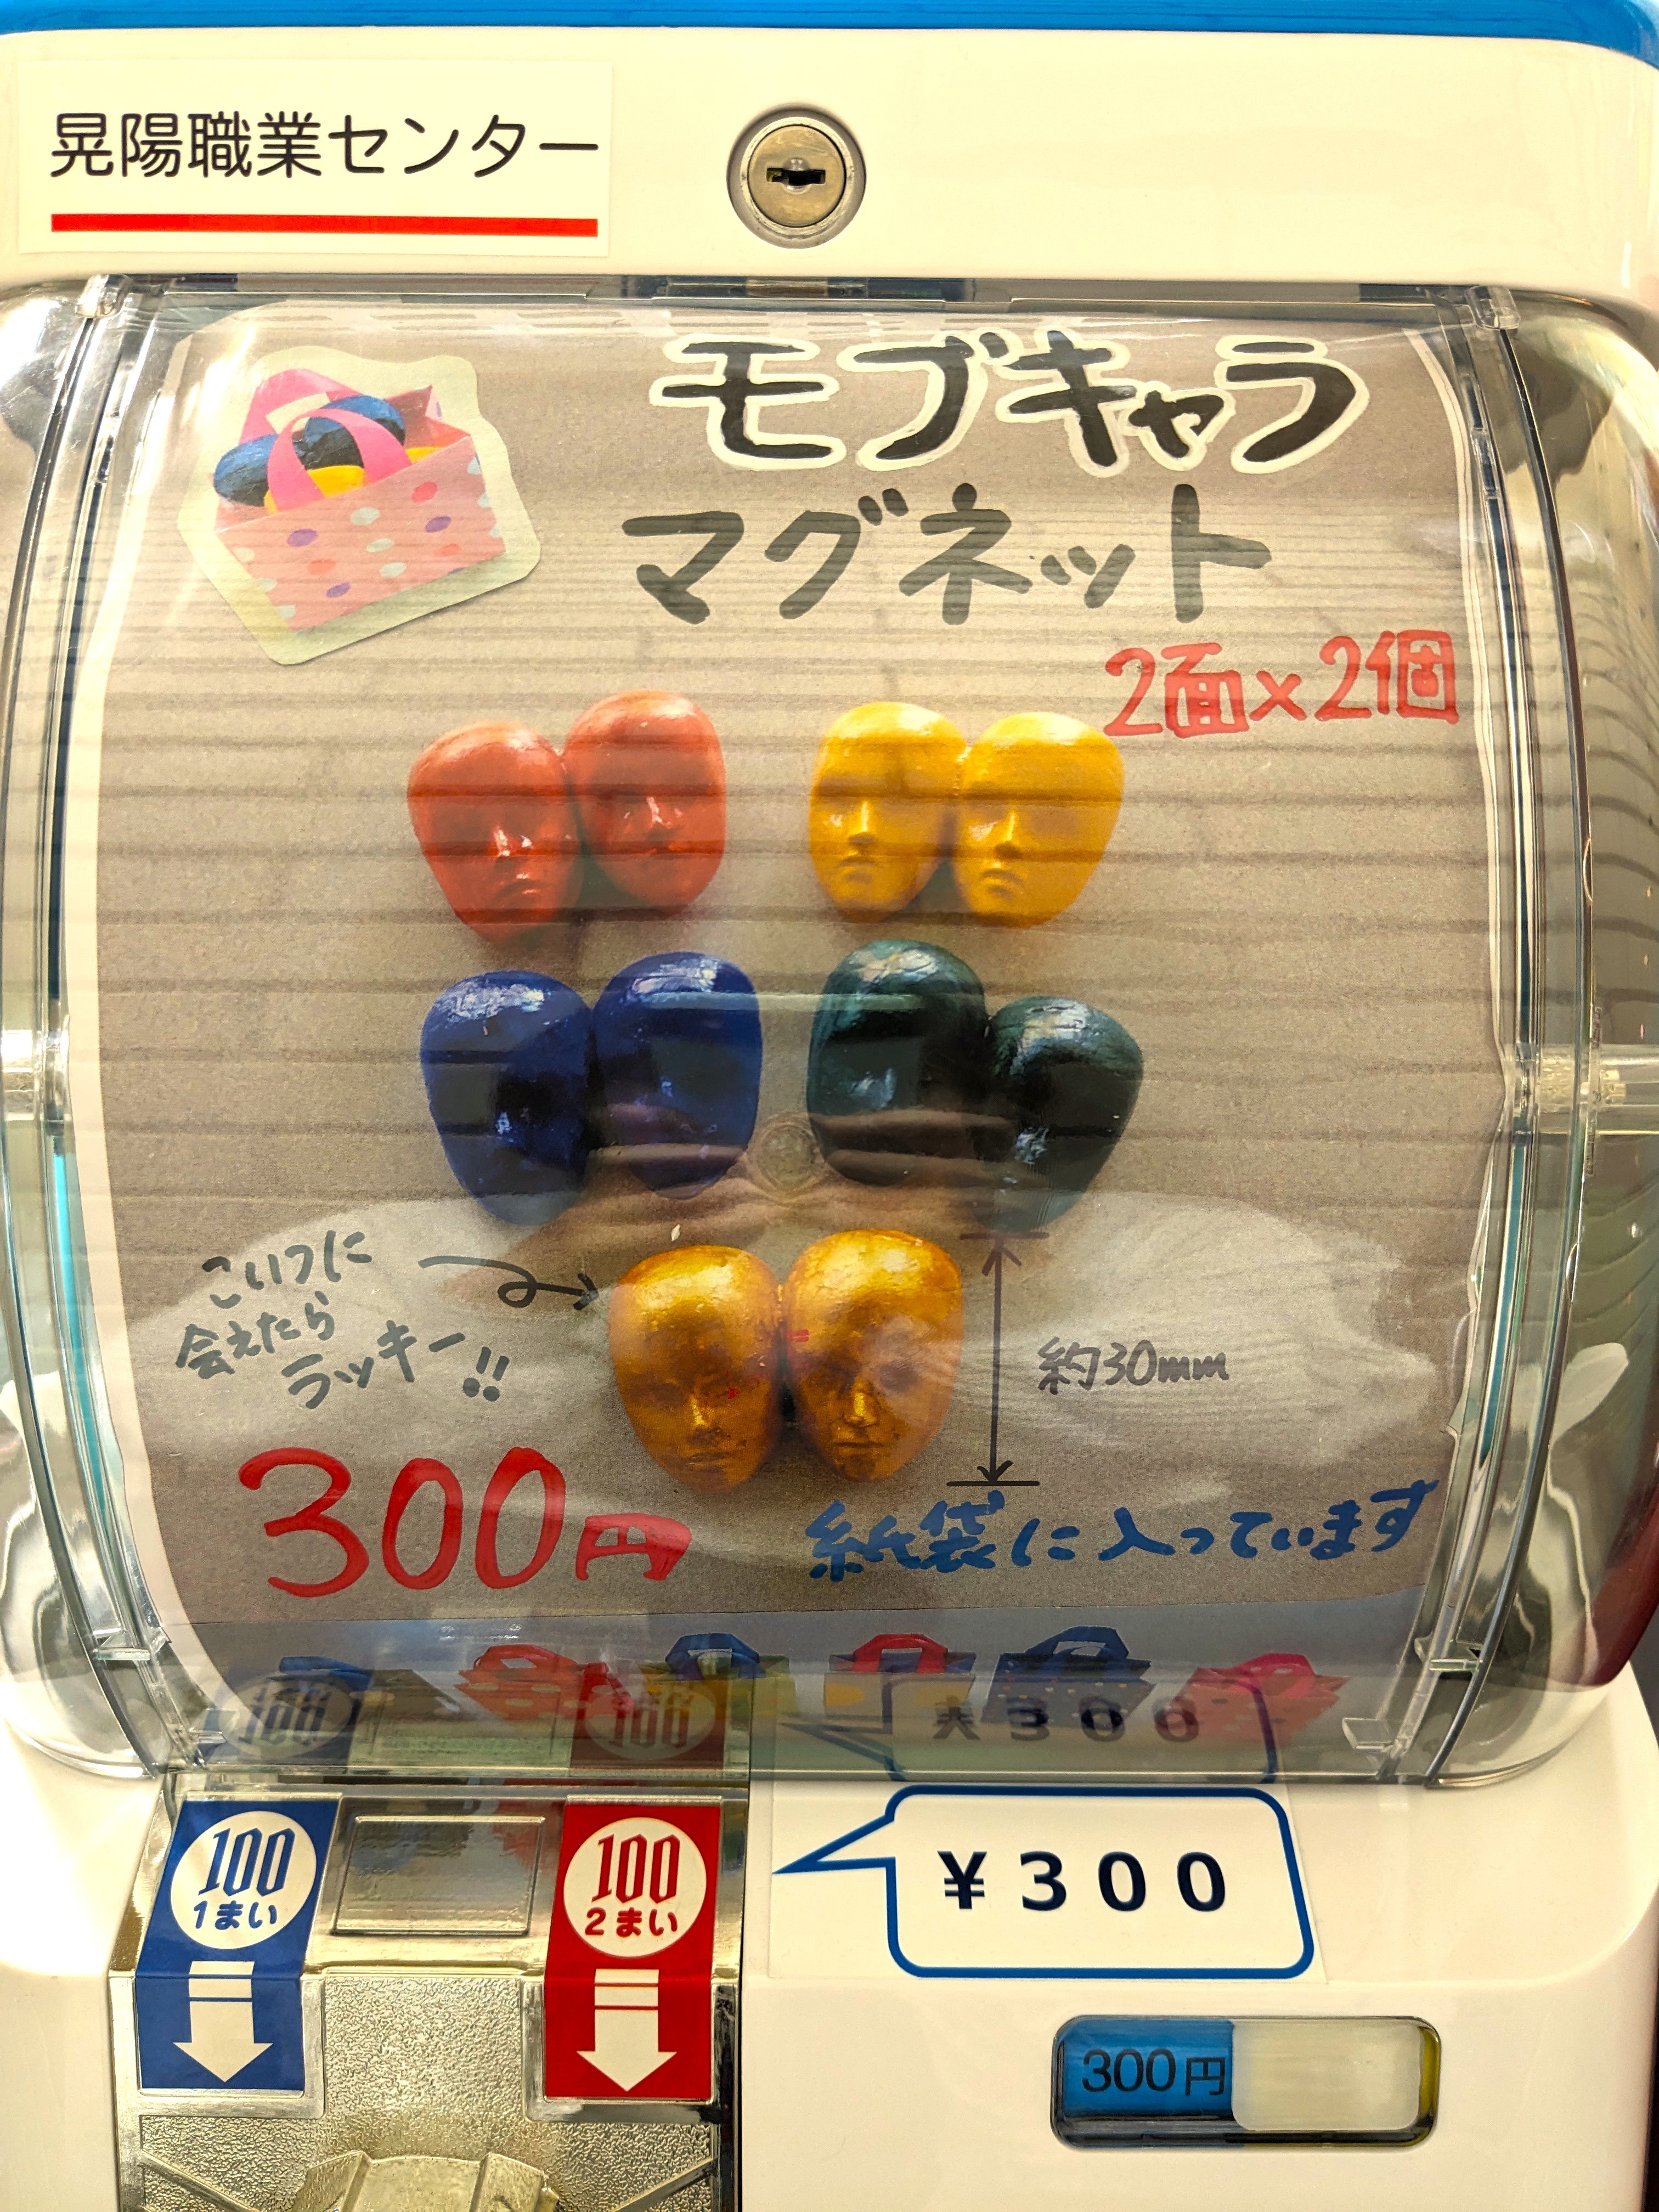 晃陽職業センター
モブキャラ
マグネット
2面×2個
こいつに
会えたら
ラッキー!!
約30mm
300円
紙袋に入っています
100
1まい
100
2まい
¥300
300円